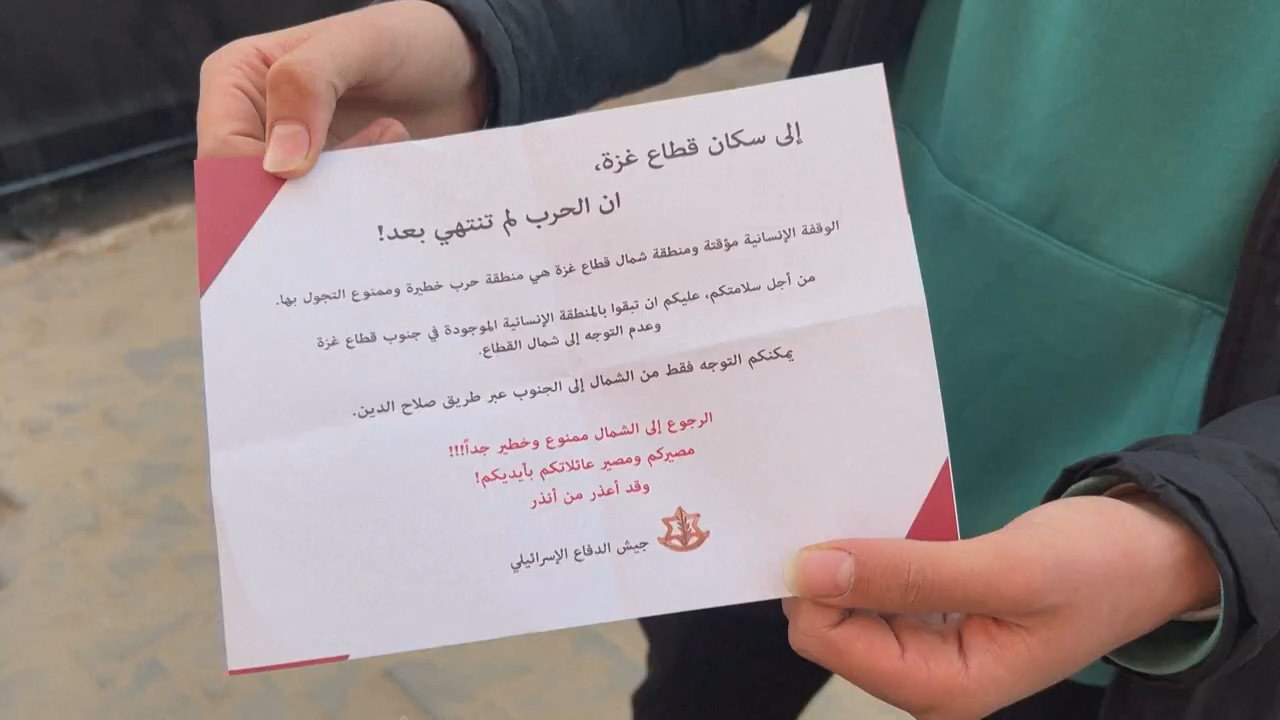 إلى سكان قطاع غزة،
ان الحرب لم تنتهي بعد!
الوقفة الإنسانية مؤقتة ومنطقة شمال قطاع غزة هي منطقة حرب خطيرة وممنوع التجول بها.
من أجل سلامتكم، عليكم ان تبقوا بالمنطقة الإنسانية الموجودة في جنوب قطاع غزة
وعدم التوجه إلى شمال القطاع.
يمكنكم التوجه فقط من الشمال إلى الجنوب عبر طريق صلاح الدين.
الرجوع إلى الشمال ممنوع وخطير جداً!!!
مصيركم ومصير عائلاتكم بأيديكم!
وقد أعذر من أنذر
جيش الدفاع الإسرائيلي